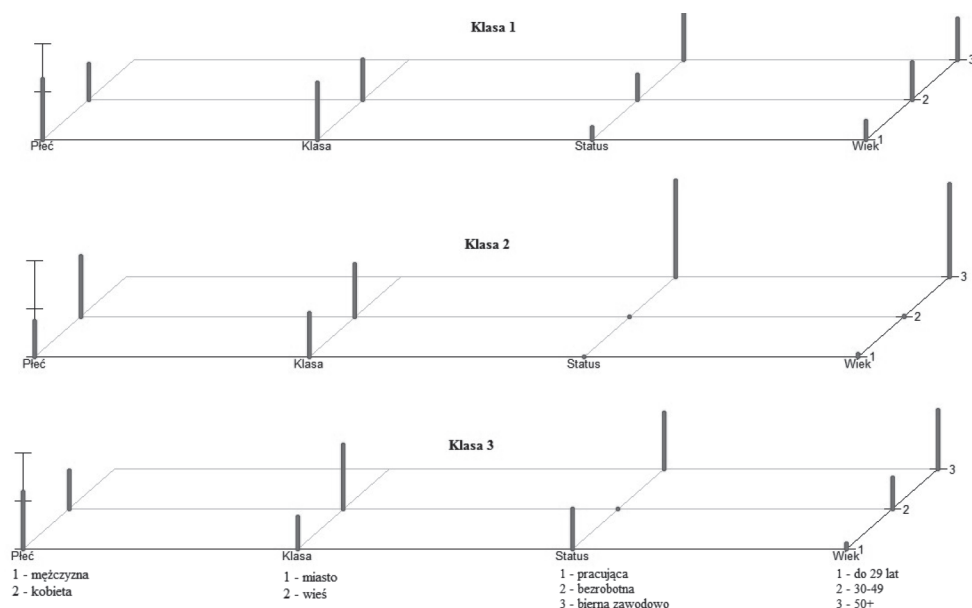 Klasa 1
3
2
1
Płeć Klasa Status Wiek
Klasa 2
3
2
1
Płeć Klasa Status Wiek
Klasa 3
3
2
1
Płeć Klasa Status Wiek
1 - mężczyzna
2 - kobieta
1 - miasto
2 - wieś
1 - pracująca
2 - bezrobotna
3 - bierna zawodowo
1 - do 29 lat
2 - 30-49
3 - 50+